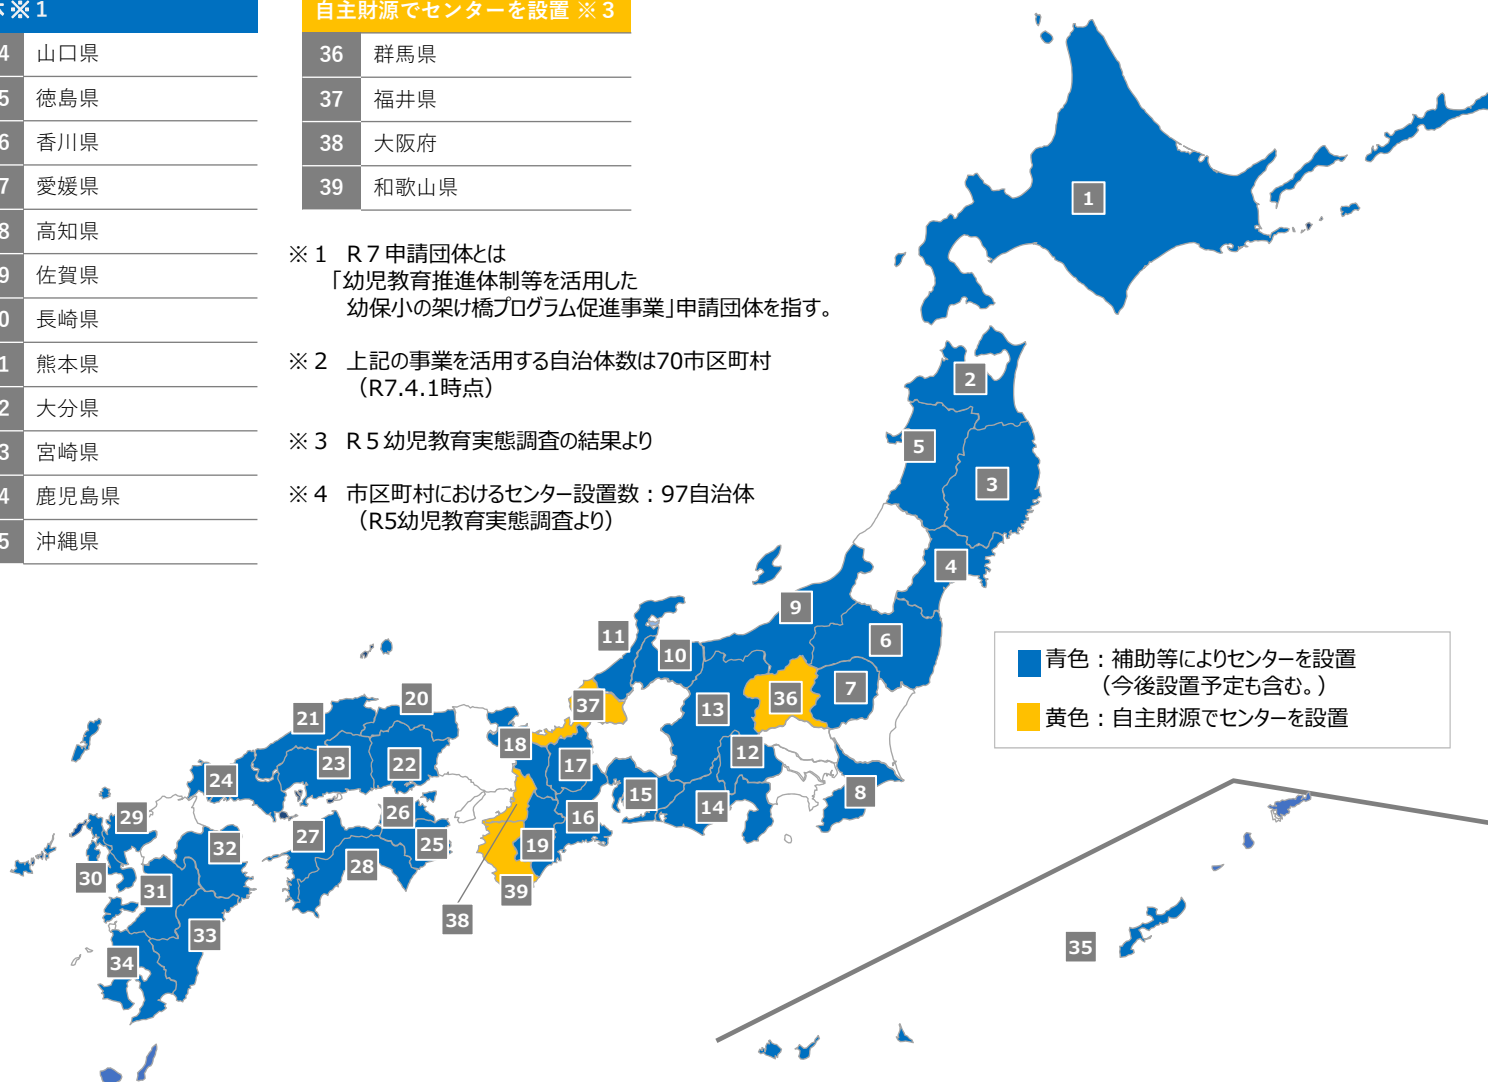 ※1
4 山口県
5 徳島県
6 香川県
7 愛媛県
8 高知県
9 佐賀県
0 長崎県
1 熊本県
2 大分県
3 宮崎県
4 鹿児島県
5 沖縄県
自主財源でセンターを設置 ※3
36 群馬県
37 福井県
38 大阪府
39 和歌山県
※1 R7申請団体とは
「幼児教育推進体制等を活用した
幼保小の架け橋プログラム促進事業」申請団体を指す。
※2 上記の事業を活用する自治体数は70市区町村
（R7.4.1時点）
※3 R5幼児教育実態調査の結果より
※4 市区町村におけるセンター設置数：97自治体
（R5幼児教育実態調査より）
1
2
5
3
4
9
6
11
10
7
36
13
37
20
21
18
12
17
23
22
24
15
8
14
29
26
16
27
25
32
19
28
30
31
39
38
33
34
35
青色：補助等によりセンターを設置
（今後設置予定も含む。）
黄色：自主財源でセンターを設置